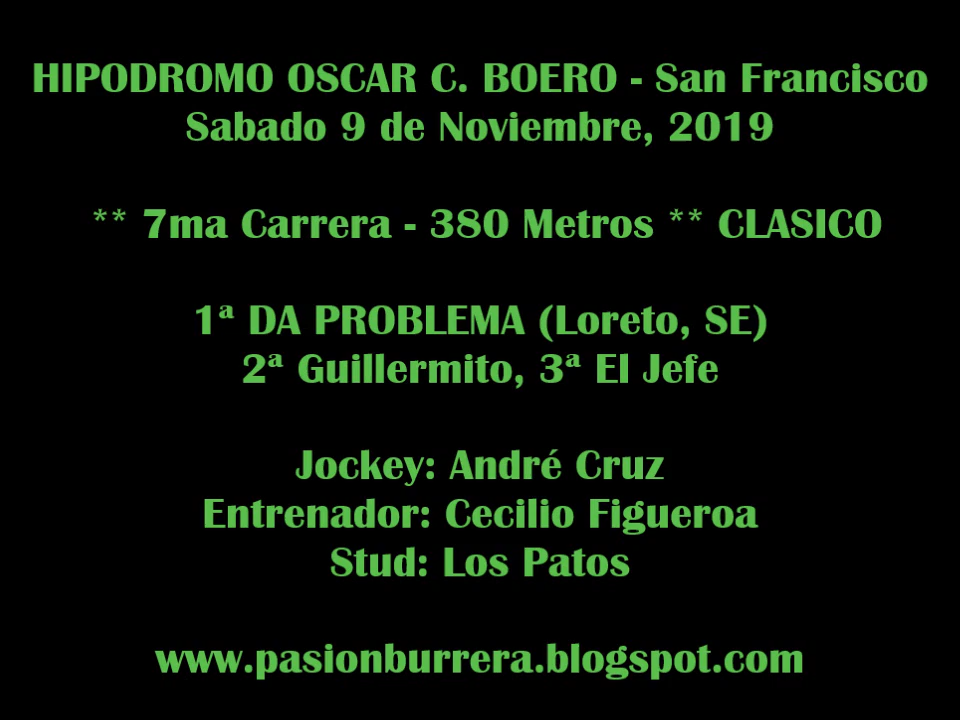 HIPODROMO OSCAR C. BOERO - San Francisco
Sabado 9 de Noviembre, 2019
** 7ma Carrera - 380 Metros ** CLASICO
1ª DA PROBLEMA (Loreto, SE)
2ª Guillermito, 3ª El Jefe
Jockey: André Cruz
Entrenador: Cecilio Figueroa
Stud: Los Patos
www.pasionburrera.blogspot.com